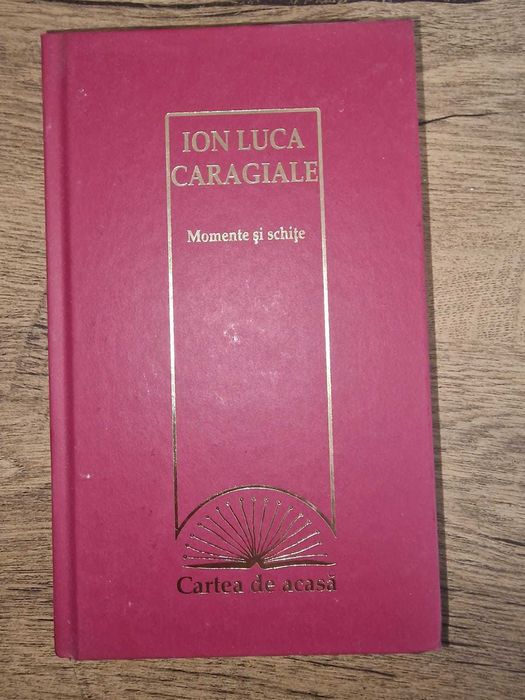 ION LUCA
CARAGIALE
Momente şi schiţe
Cartea de acasă